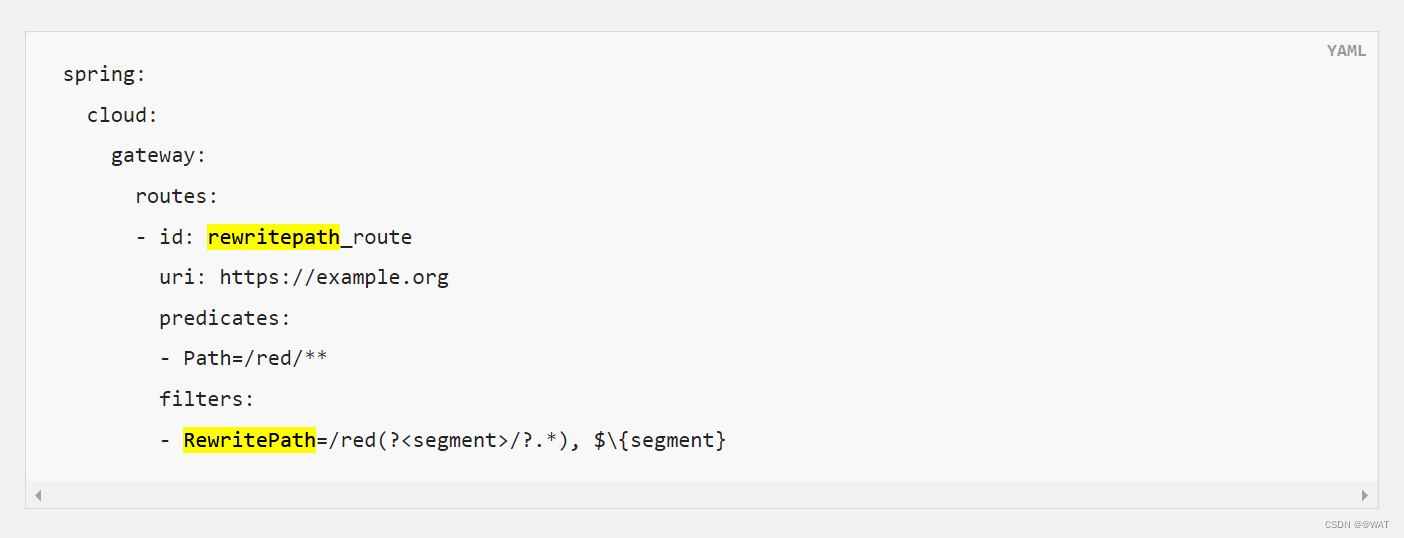 YAML
spring:
  cloud:
    gateway:
      routes:
      - id: rewritepath_route
        uri: https://example.org
        predicates:
        - Path=/red/**
        filters:
        - RewritePath=/red(?<segment>/?.*), $\{segment}
CSDN @@WAT